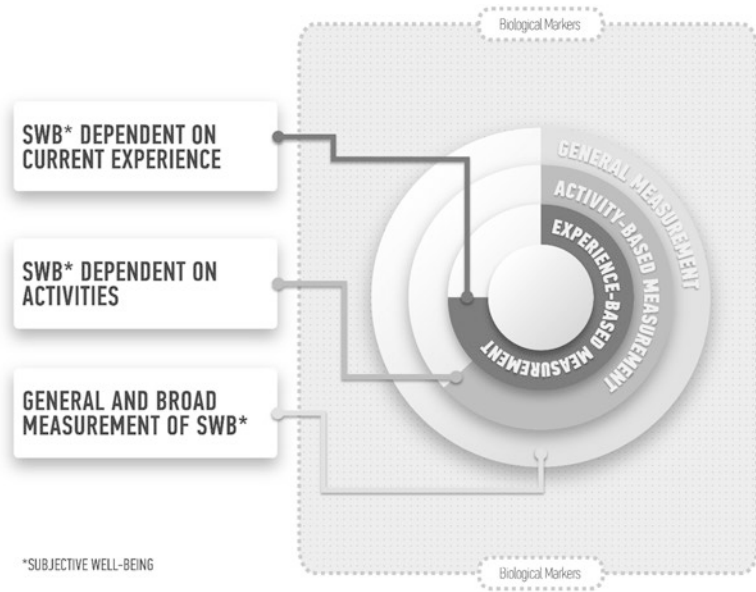 Biological Markers
SWB* DEPENDENT ON
CURRENT EXPERIENCE
SWB* DEPENDENT ON
ACTIVITIES
GENERAL AND BROAD
MEASUREMENT OF SWB*
GENERAL MEASUREMENT
ACTIVITY-BASED MEASUREMENT
EXPERIENCE-BASED MEASUREMENT
*SUBJECTIVE WELL-BEING
Biological Markers